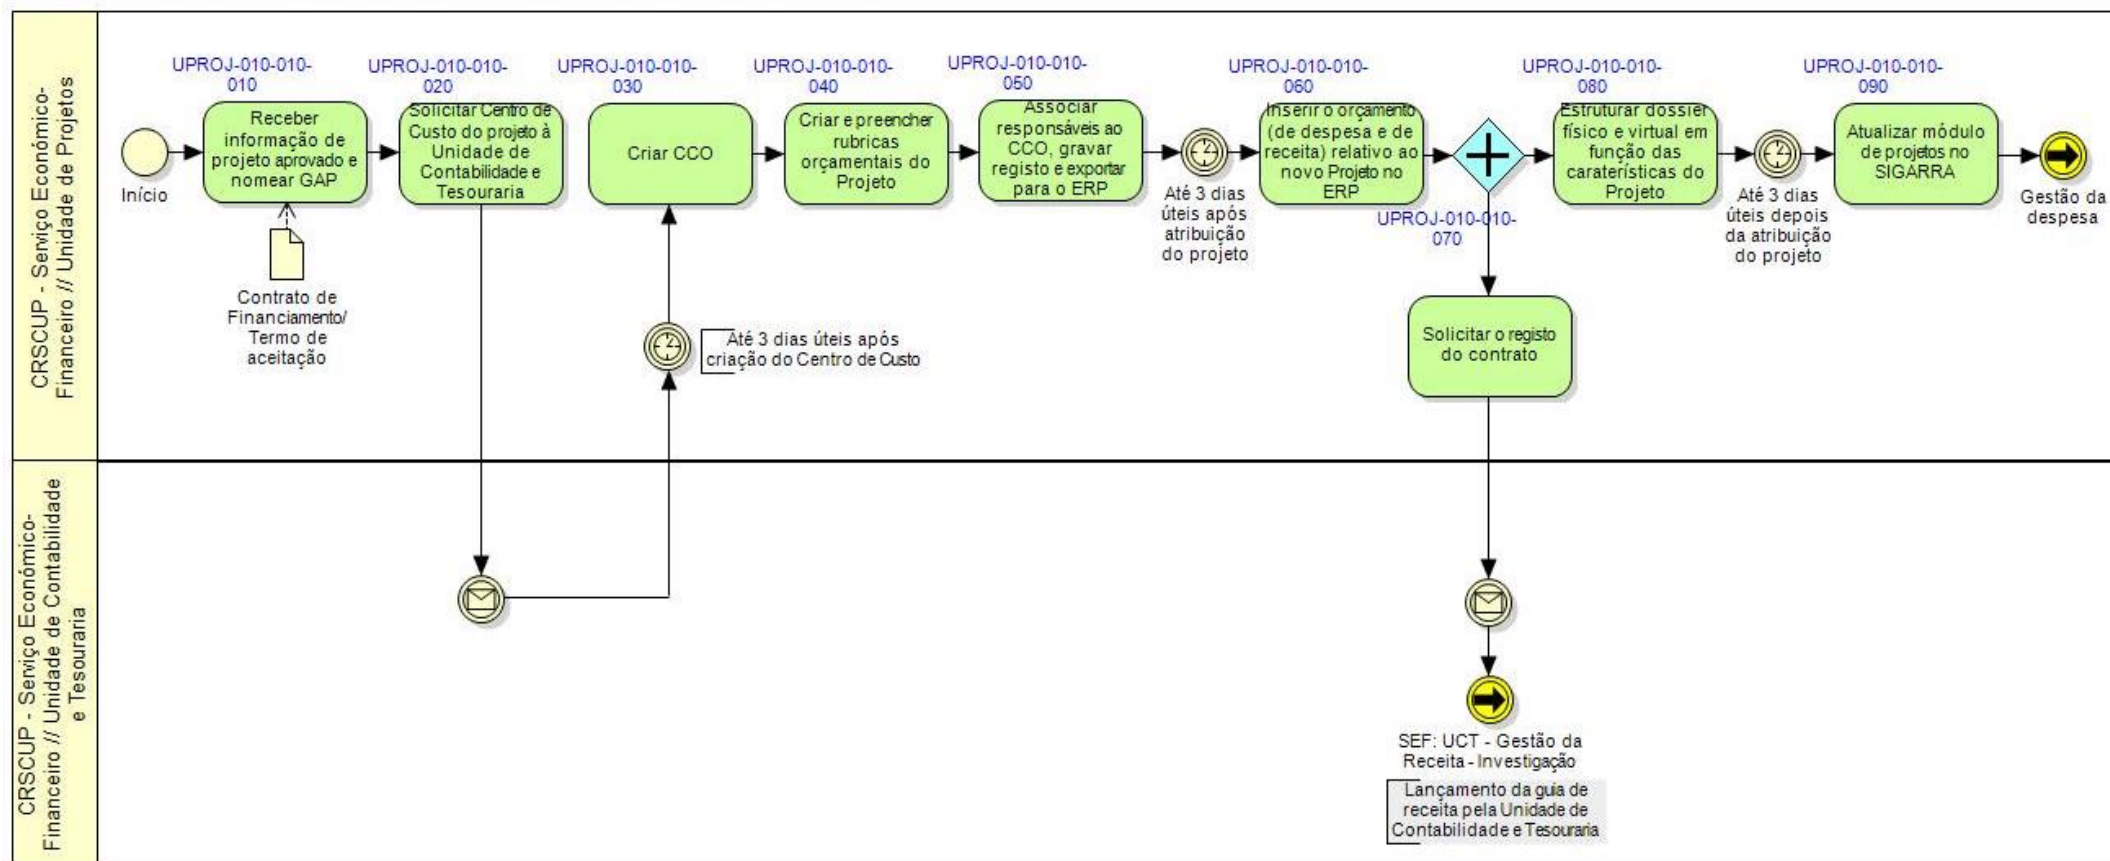 CRSCUP - Serviço Económico-
Financeiro // Unidade de Projetos
Início
UPROJ-010-010-
010
Receber
informação de
projeto aprovado e
nomear GAP
Contrato de
Financiamento/
Termo de
aceitação
UPROJ-010-010-
020
Solicitar Centro de
Custo do projeto à
Unidade de
Contabilidade e
Tesouraria
UPROJ-010-010-
030
Criar CCO
Até 3 dias úteis após
criação do Centro de Custo
UPROJ-010-010-
040
Criar e preencher
rubricas
orçamentais do
Projeto
UPROJ-010-010-
050
Associar
responsáveis ao
CCO, gravar
registo e exportar
para o ERP
Até 3 dias
úteis após
atribuição
do projeto
UPROJ-010-010-
060
Inserir o orçamento
(de despesa e de
receita) relativo ao
novo Projeto no
ERP
UPROJ-010-010-
070
Solicitar o registo
do contrato
UPROJ-010-010-
080
Estruturar dossier
físico e virtual em
função das
caraterísticas do
Projeto
Até 3 dias
úteis depois
da atribuição
do projeto
UPROJ-010-010-
090
Atualizar módulo
de projetos no
SIGARRA
Gestão da
despesa
CRSCUP - Serviço Económico-
Financeiro // Unidade de Contabilidade
e Tesouraria
SEF: UCT - Gestão da
Receita - Investigação
Lançamento da guia de
receita pela Unidade de
Contabilidade e Tesouraria